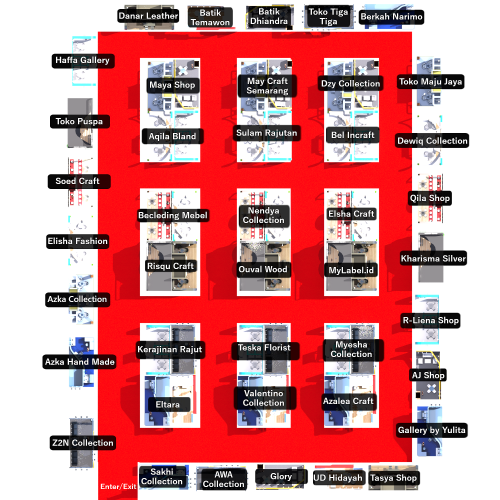 Danar Leather
Batik
Temawon
Batik
Dhiandra
Toko Tiga
Tiga
Berkah Narimo
Haffa Gallery
Maya Shop
May Craft
Semarang
Dzy Collection
Toko Maju Jaya
Toko Puspa
Aqila Bland
Sulam Rajutan
Bel Incraft
Dewiq Collection
Soed Craft
Becleding Mebel
Nendya
Collection
Elsha Craft
Qila Shop
Elisha Fashion
Risqu Craft
Ouval Wood
MyLabel.id
Kharisma Silver
Azka Collection
R-Liena Shop
Azka Hand Made
Kerajinan Rajut
Teska Florist
Myesha
Collection
AJ Shop
Eltara
Valentino
Collection
Azalea Craft
Gallery by Yulita
Z2N Collection
Enter/Exit
Sakhi
Collection
AWA
Collection
Glory
UD Hidayah
Tasya Shop